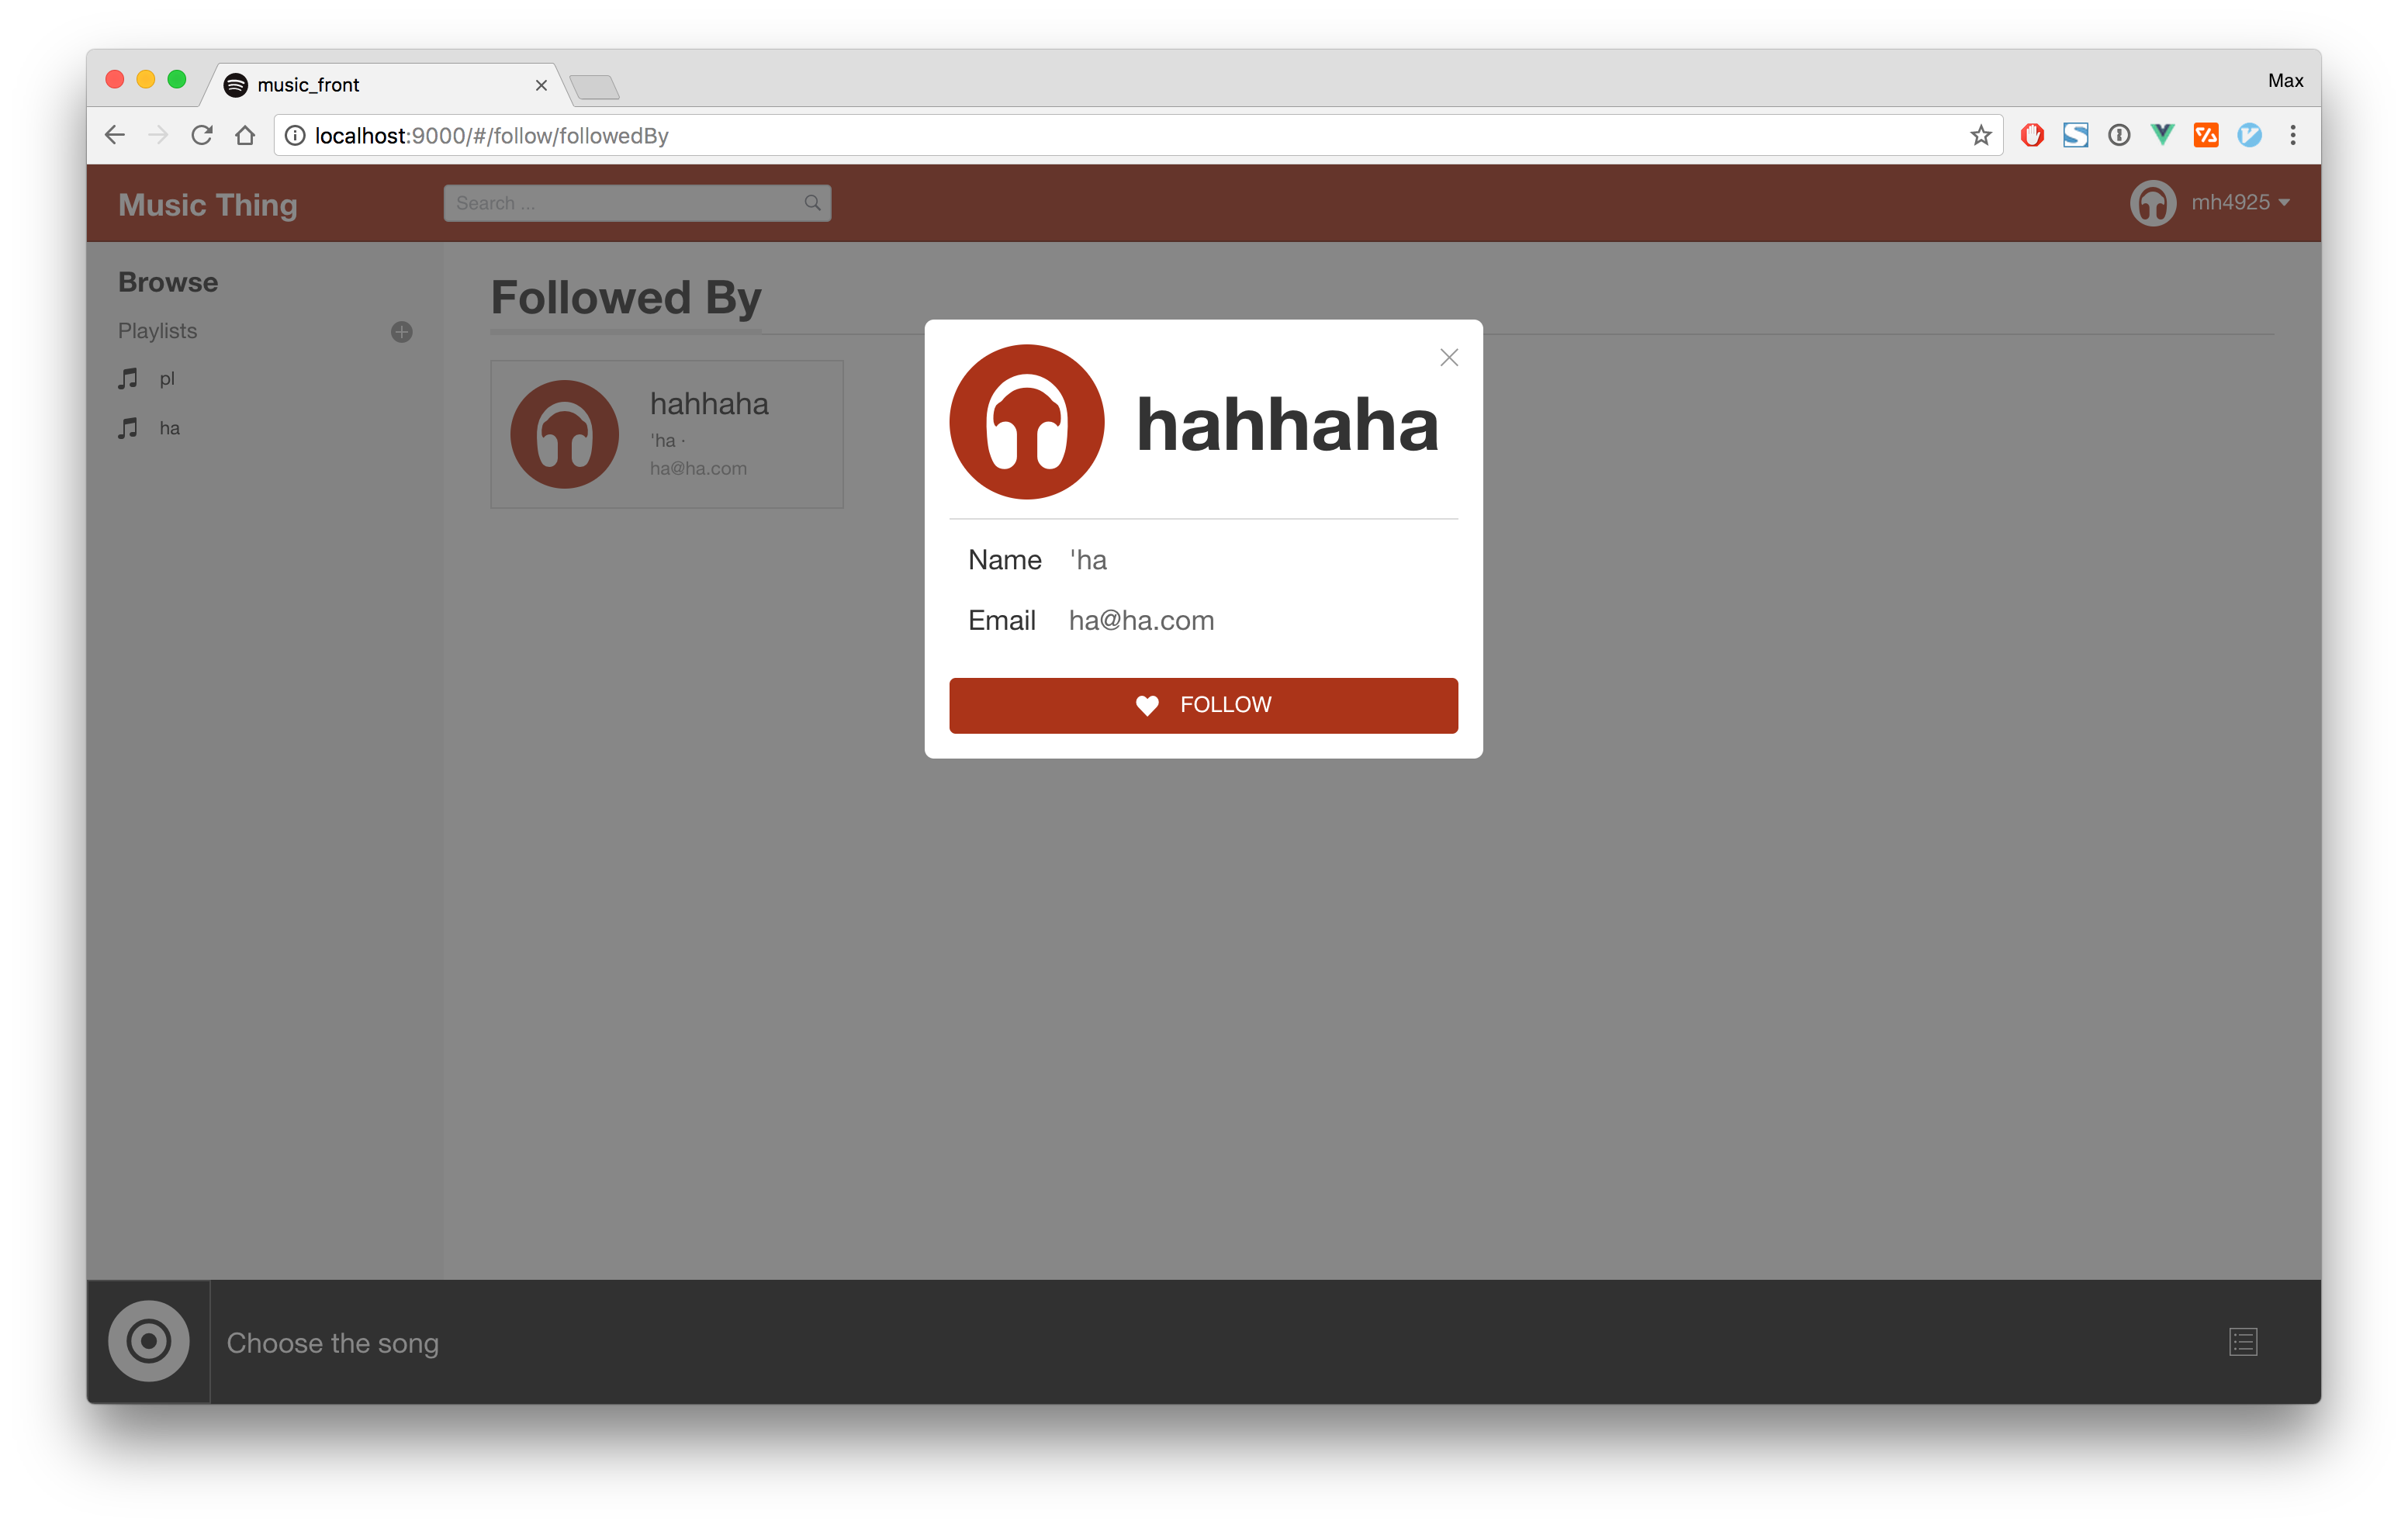 music_front
Max
localhost:9000/#/follow/followedBy
Music Thing
Search ...
mh4925
Browse
Playlists
pl
ha
Followed By
hahhaha
'ha ·
ha@ha.com
hahhaha
Name 'ha
Email ha@ha.com
FOLLOW
Choose the song